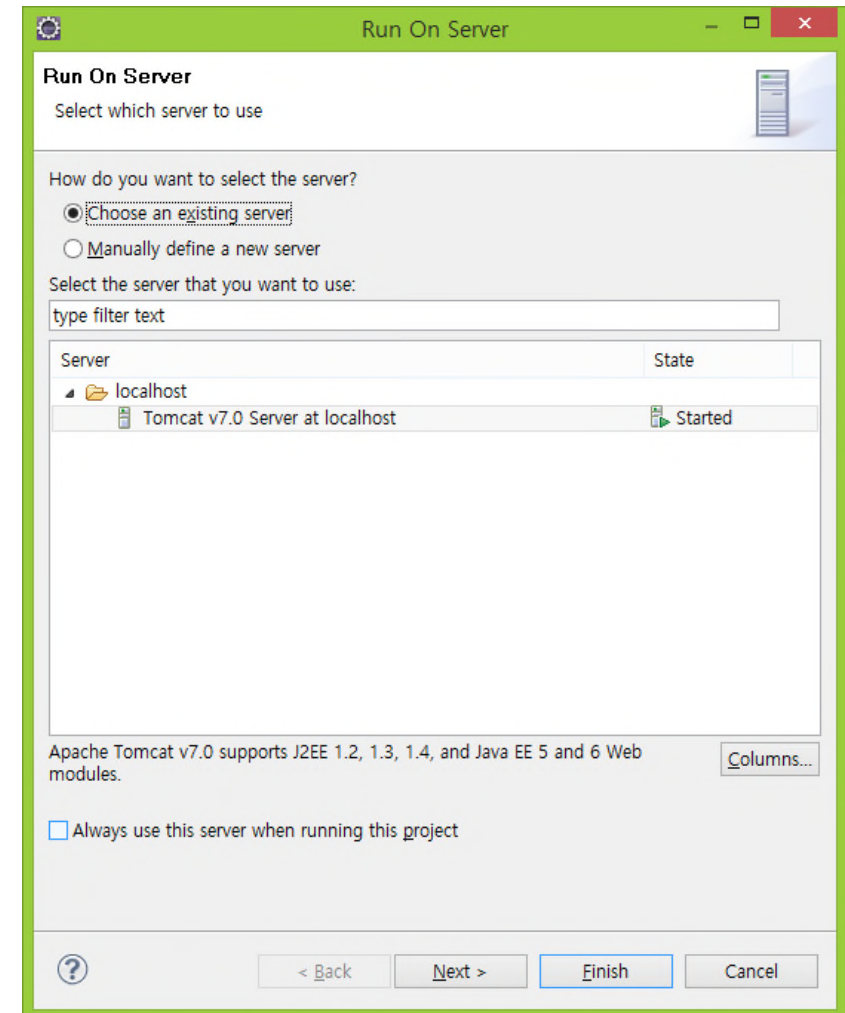 Run On Server
Run On Server
Select which server to use
How do you want to select the server?
Choose an existing server
Manually define a new server
Select the server that you want to use:
type filter text
Server State
localhost
Tomcat v7.0 Server at localhost Started
Apache Tomcat v7.0 supports J2EE 1.2, 1.3, 1.4, and Java EE 5 and 6 Web
modules.
Columns...
Always use this server when running this project
< Back Next > Finish Cancel